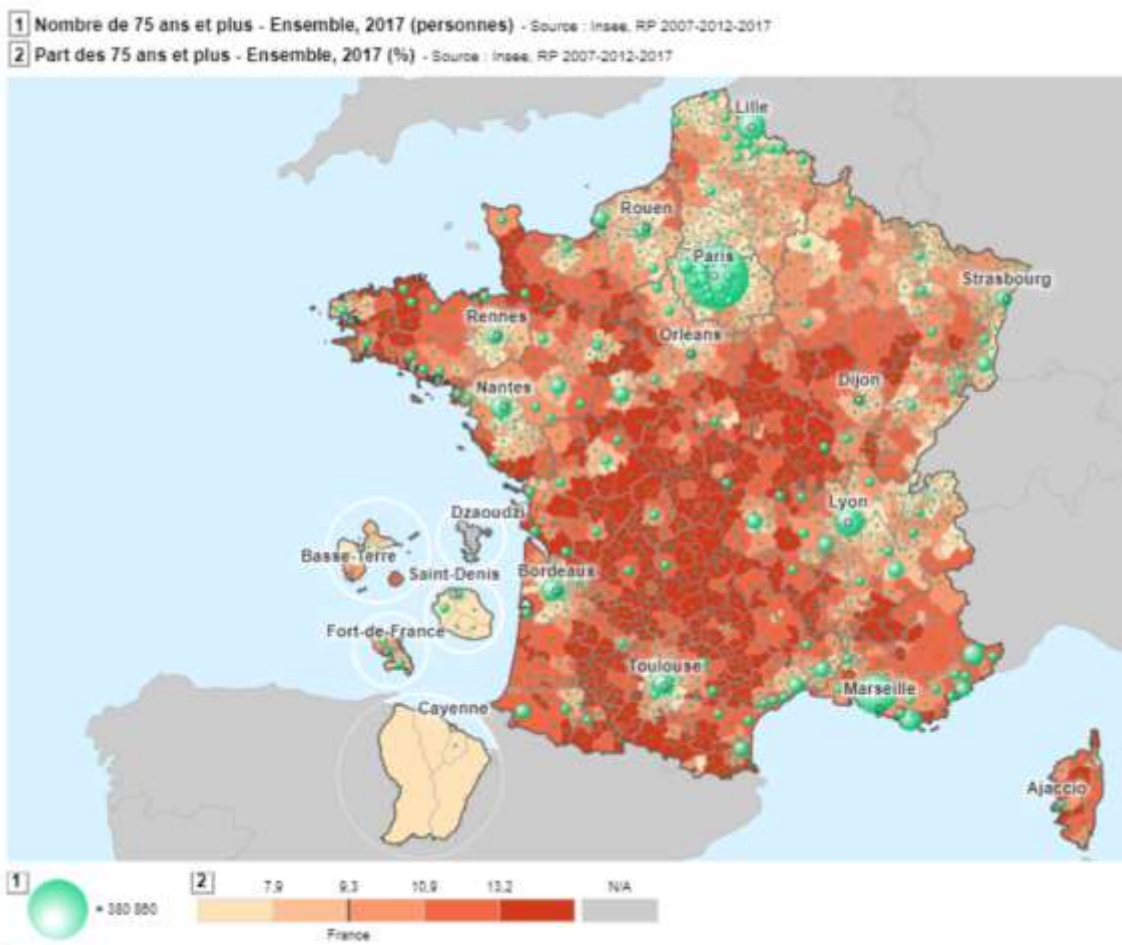 1 Nombre de 75 ans et plus - Ensemble, 2017 (personnes) - Source : Insee, RP 2007-2012-2017
2 Part des 75 ans et plus - Ensemble, 2017 (%) - Source : Insee, RP 2007-2012-2017
Lille
Rouen
Paris
Strasbourg
Rennes
Orléans
Dijon
Nantes
Lyon
Dzaoudzi
Basse-Terre
Saint-Denis
Bordeaux
Fort-de-France
Toulouse
Marseille
Cayenne
Ajaccio
1
2
7,9 9,3 10,9 13,2 N/A
= 380 850
France